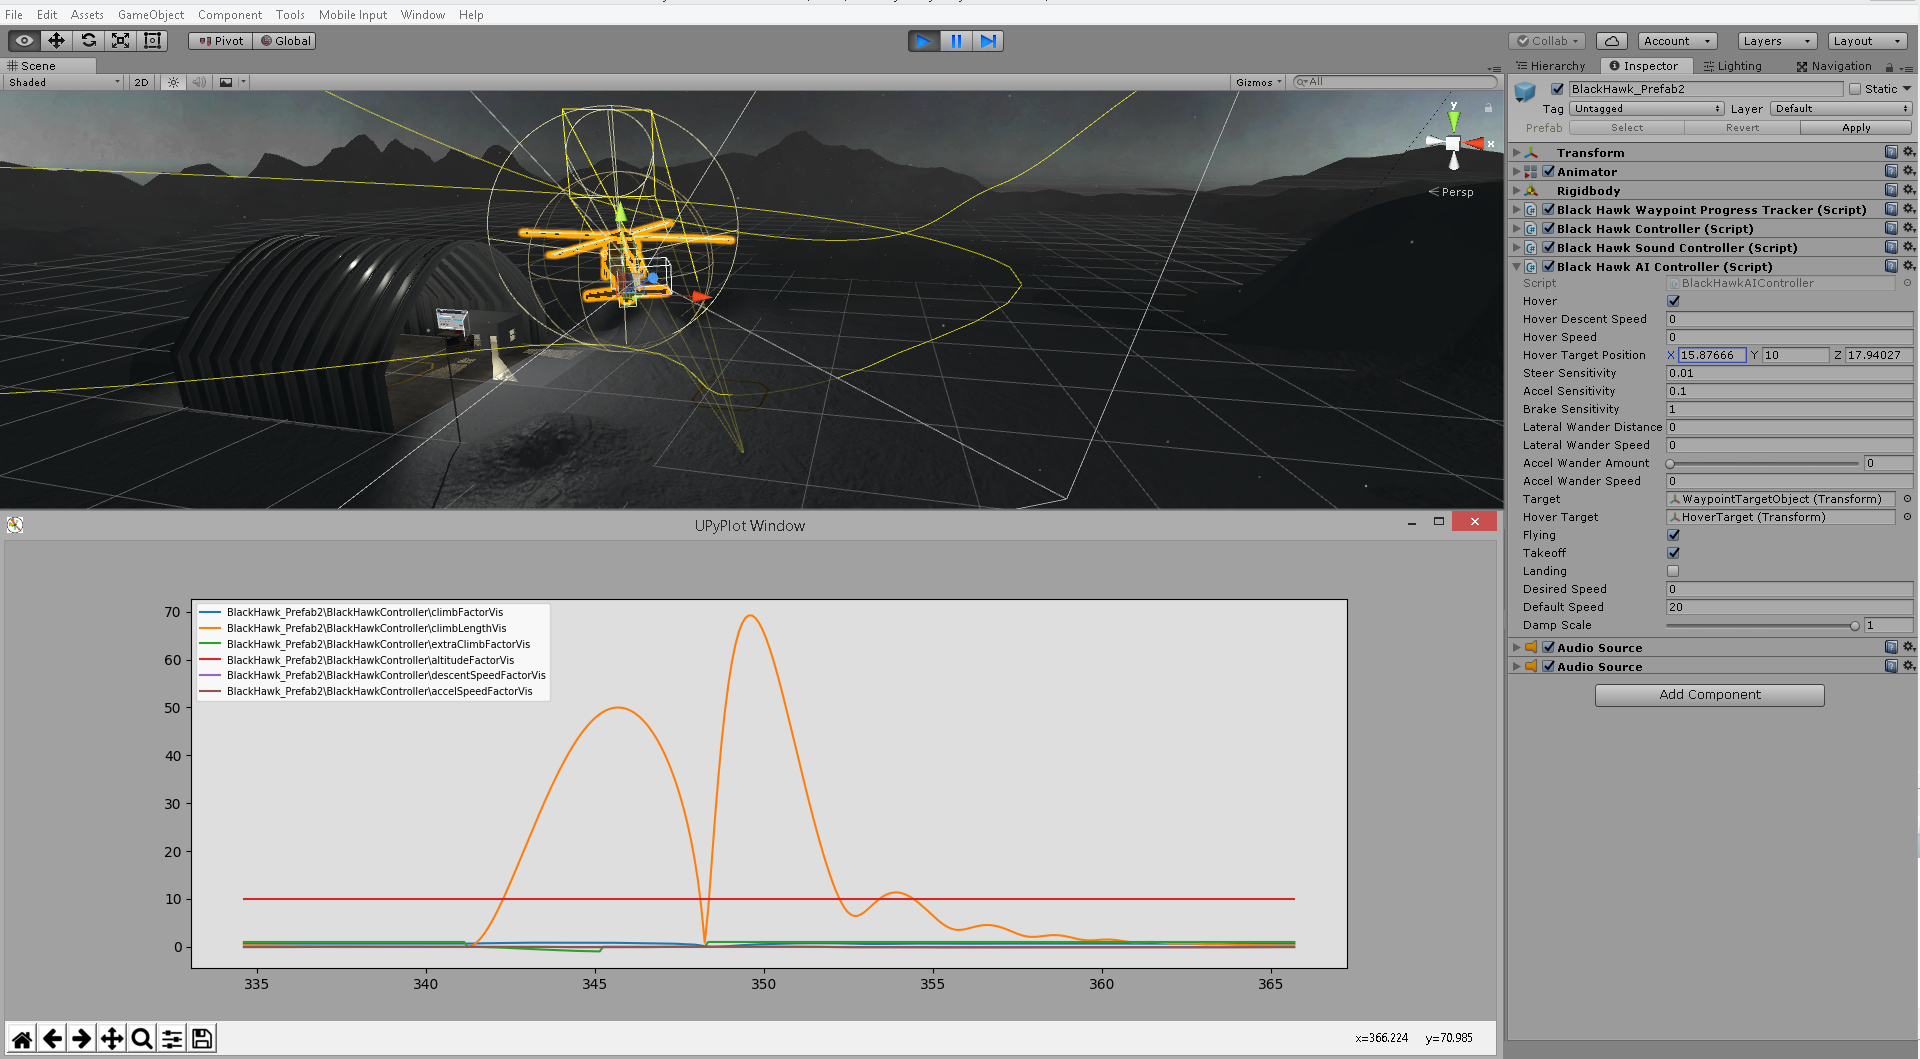 File Edit Assets GameObject Component Tools Mobile Input Window Help
Pivot Global Collab Account Layers Layout
Scene
Shaded 2D Gizmos All
y
x
Persp
Hierarchy Inspector Lighting Navigation
BlackHawk_Prefab2 Static
Tag Untagged Layer Default
Prefab Select Revert Apply
Transform
Animator
Rigidbody
Black Hawk Waypoint Progress Tracker (Script)
Black Hawk Controller (Script)
Black Hawk Sound Controller (Script)
Black Hawk AI Controller (Script)
Script BlackHawkAIController
Hover
Hover Descent Speed 0
Hover Speed 0
Hover Target Position X 15.87666 Y 10 Z 17.94027
Steer Sensitivity 0.01
Accel Sensitivity 0.1
Brake Sensitivity 1
Lateral Wander Distance 0
Lateral Wander Speed 0
Accel Wander Amount 0
Accel Wander Speed 0
Target WaypointTargetObject (Transform)
Hover Target HoverTarget (Transform)
Flying
Takeoff
Landing
Desired Speed 0
Default Speed 20
Damp Scale 1
Audio Source
Audio Source
Add Component
UPyPlot Window
BlackHawk_Prefab2\BlackHawkController\climbFactorVis
BlackHawk_Prefab2\BlackHawkController\climbLengthVis
BlackHawk_Prefab2\BlackHawkController\extraClimbFactorVis
BlackHawk_Prefab2\BlackHawkController\altitudeFactorVis
BlackHawk_Prefab2\BlackHawkController\descentSpeedFactorVis
BlackHawk_Prefab2\BlackHawkController\accelSpeedFactorVis
70
60
50
40
30
20
10
0
335 340 345 350 355 360 365
x=366.224 y=70.985